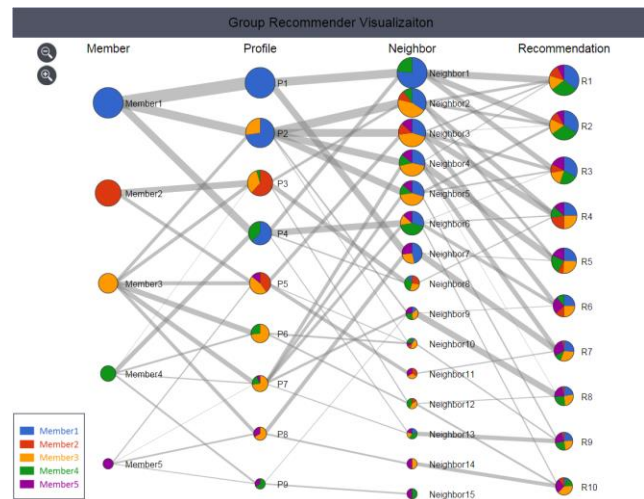 Group Recommender Visualizaiton
Member Profile Neighbor Recommendation
Member1
Member2
Member3
Member4
Member5
P1
P2
P3
P4
P5
P6
P7
P8
P9
Neighbor1
Neighbor2
Neighbor3
Neighbor4
Neighbor5
Neighbor6
Neighbor7
Neighbor8
Neighbor9
Neighbor10
Neighbor11
Neighbor12
Neighbor13
Neighbor14
Neighbor15
R1
R2
R3
R4
R5
R6
R7
R8
R9
R10
Member1
Member2
Member3
Member4
Member5